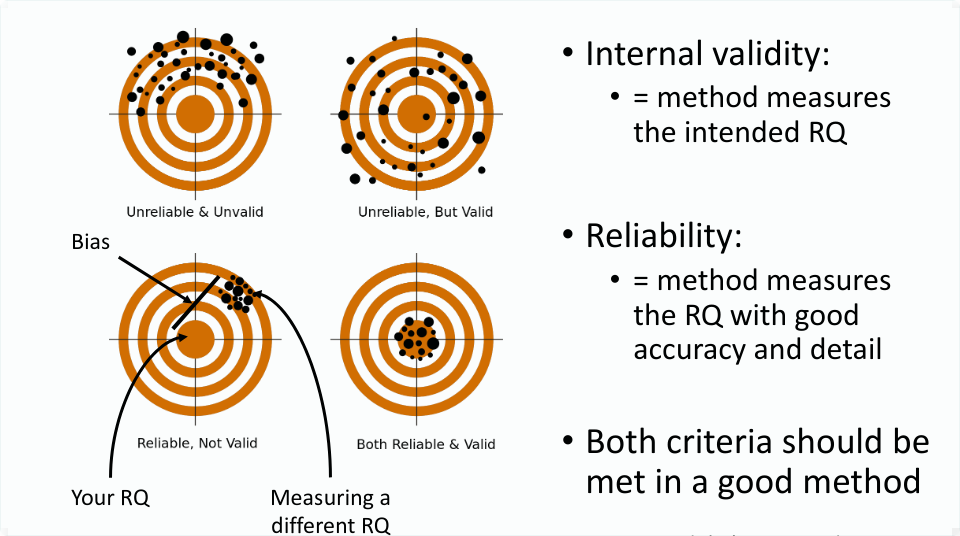 Unreliable & Unvalid
Unreliable, But Valid
Bias
Reliable, Not Valid
Both Reliable & Valid
Your RQ
Measuring a
different RQ
• Internal validity:
• = method measures
the intended RQ
• Reliability:
• = method measures
the RQ with good
accuracy and detail
• Both criteria should be
met in a good method